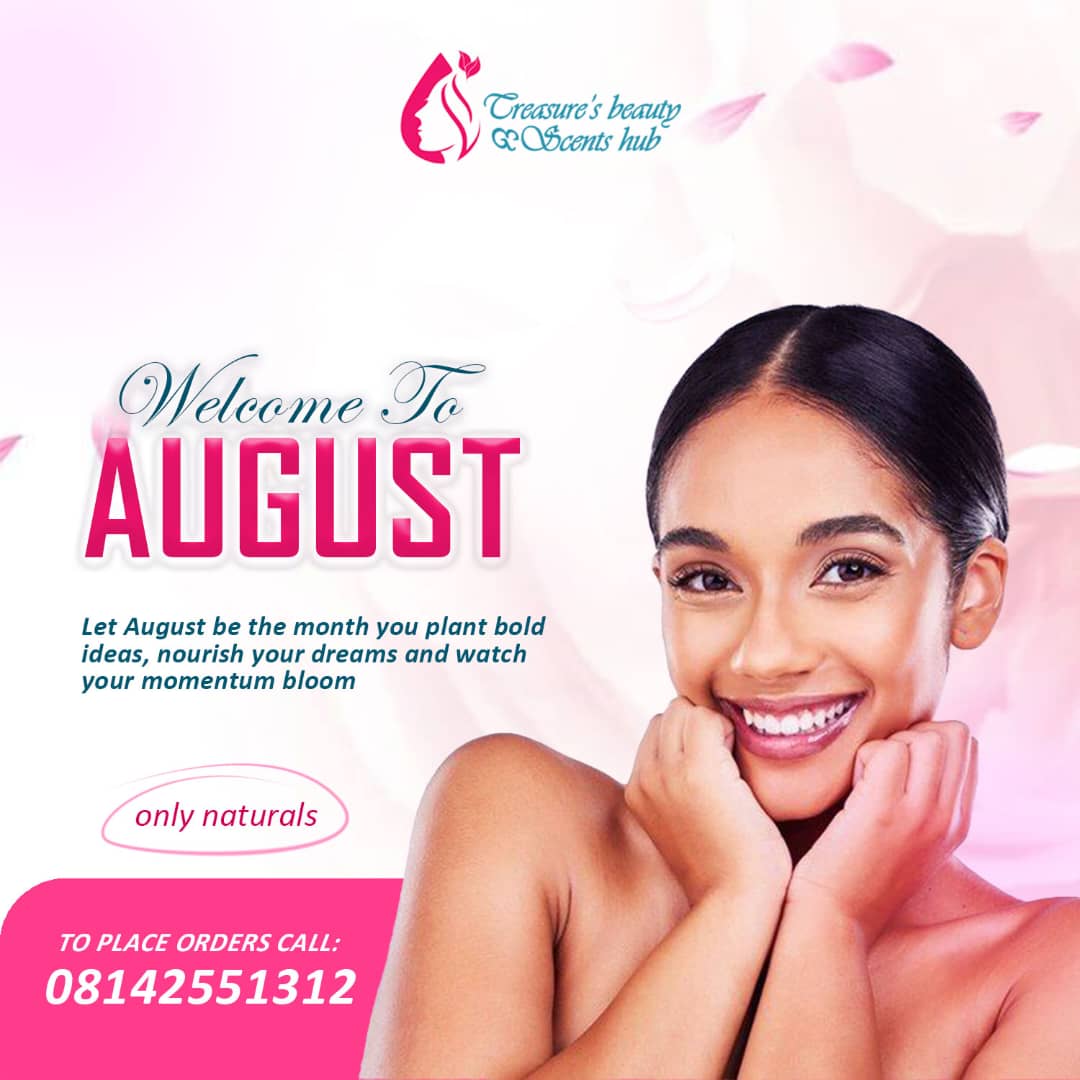 Treasure's beauty
& Scents hub
Welcome To
AUGUST
Let August be the month you plant bold
ideas, nourish your dreams and watch
your momentum bloom
only naturals
TO PLACE ORDERS CALL:
08142551312